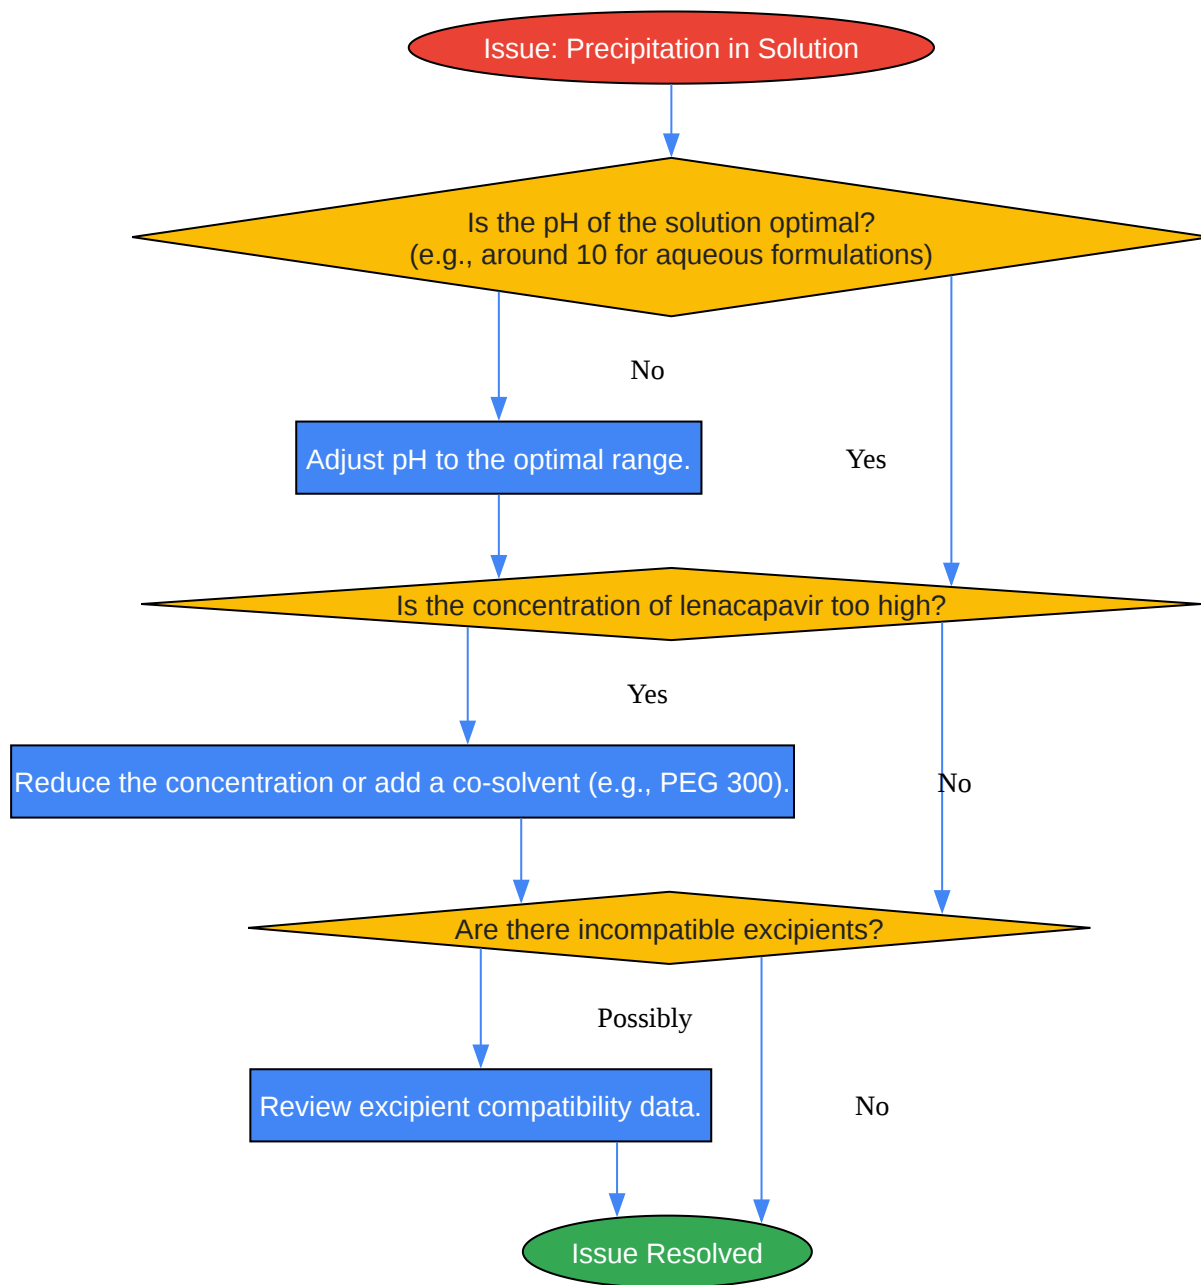 Issue: Precipitation in Solution
Is the pH of the solution optimal?
(e.g., around 10 for aqueous formulations)
No
Adjust pH to the optimal range.
Yes
Is the concentration of lenacapavir too high?
Yes
Reduce the concentration or add a co-solvent (e.g., PEG 300).
No
Are there incompatible excipients?
Possibly
Review excipient compatibility data.
No
Issue Resolved